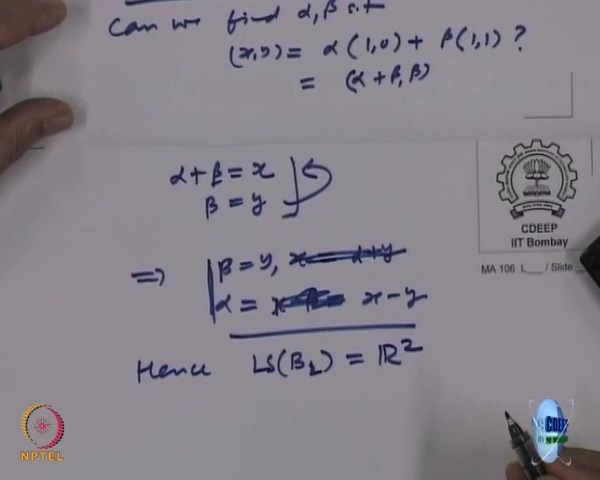 Can we find α, β s.t
(x,y) = α(1,0) + β(1,1) ?
= (α+β, β)
α+β = x
β = y
CDEEP
IIT Bombay
MA 106 L___ / Slide
⇒ β = y,
α = x-y
Hence LS(B₂) = ℝ²
NPTEL
CDEEP